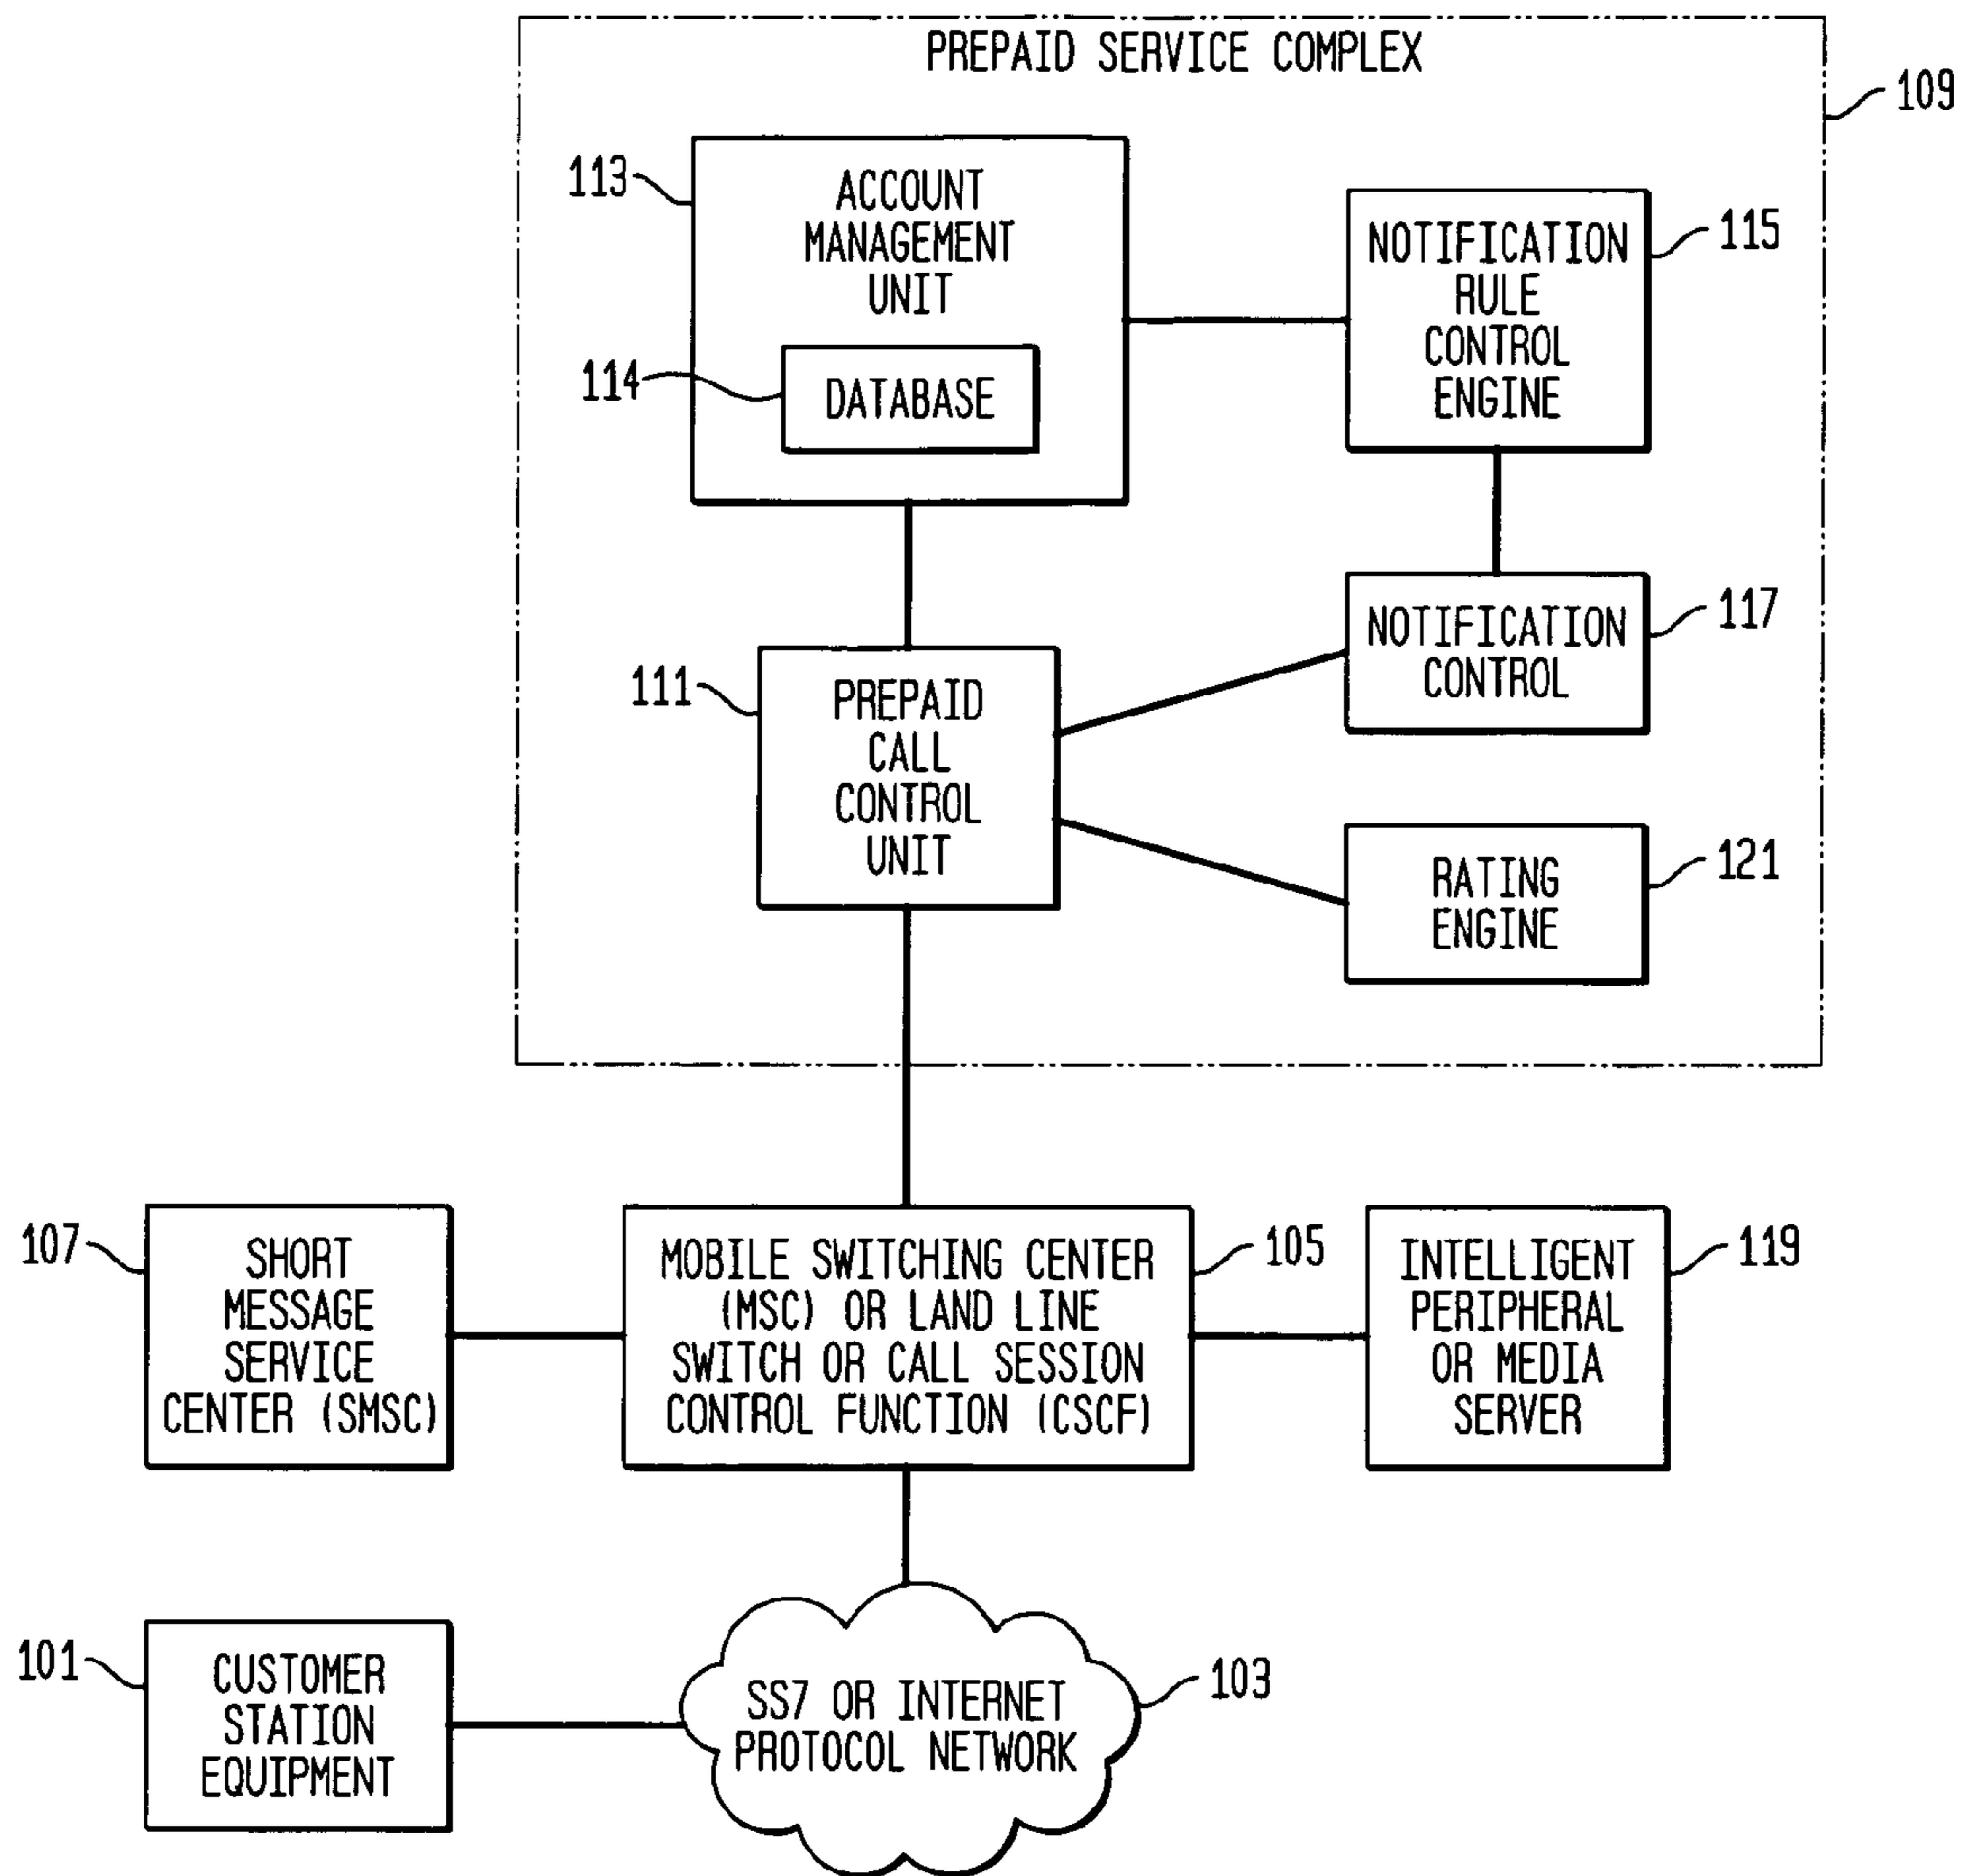 PREPAID SERVICE COMPLEX
109
113
ACCOUNT
MANAGEMENT
UNIT
114
DATABASE
NOTIFICATION
RULE
CONTROL
ENGINE
115
NOTIFICATION
CONTROL
117
111
PREPAID
CALL
CONTROL
UNIT
RATING
ENGINE
121
107
SHORT
MESSAGE
SERVICE
CENTER (SMSC)
MOBILE SWITCHING CENTER
(MSC) OR LAND LINE
SWITCH OR CALL SESSION
CONTROL FUNCTION (CSCF)
105
INTELLIGENT
PERIPHERAL
OR MEDIA
SERVER
119
101
CUSTOMER
STATION
EQUIPMENT
SS7 OR INTERNET
PROTOCOL NETWORK
103